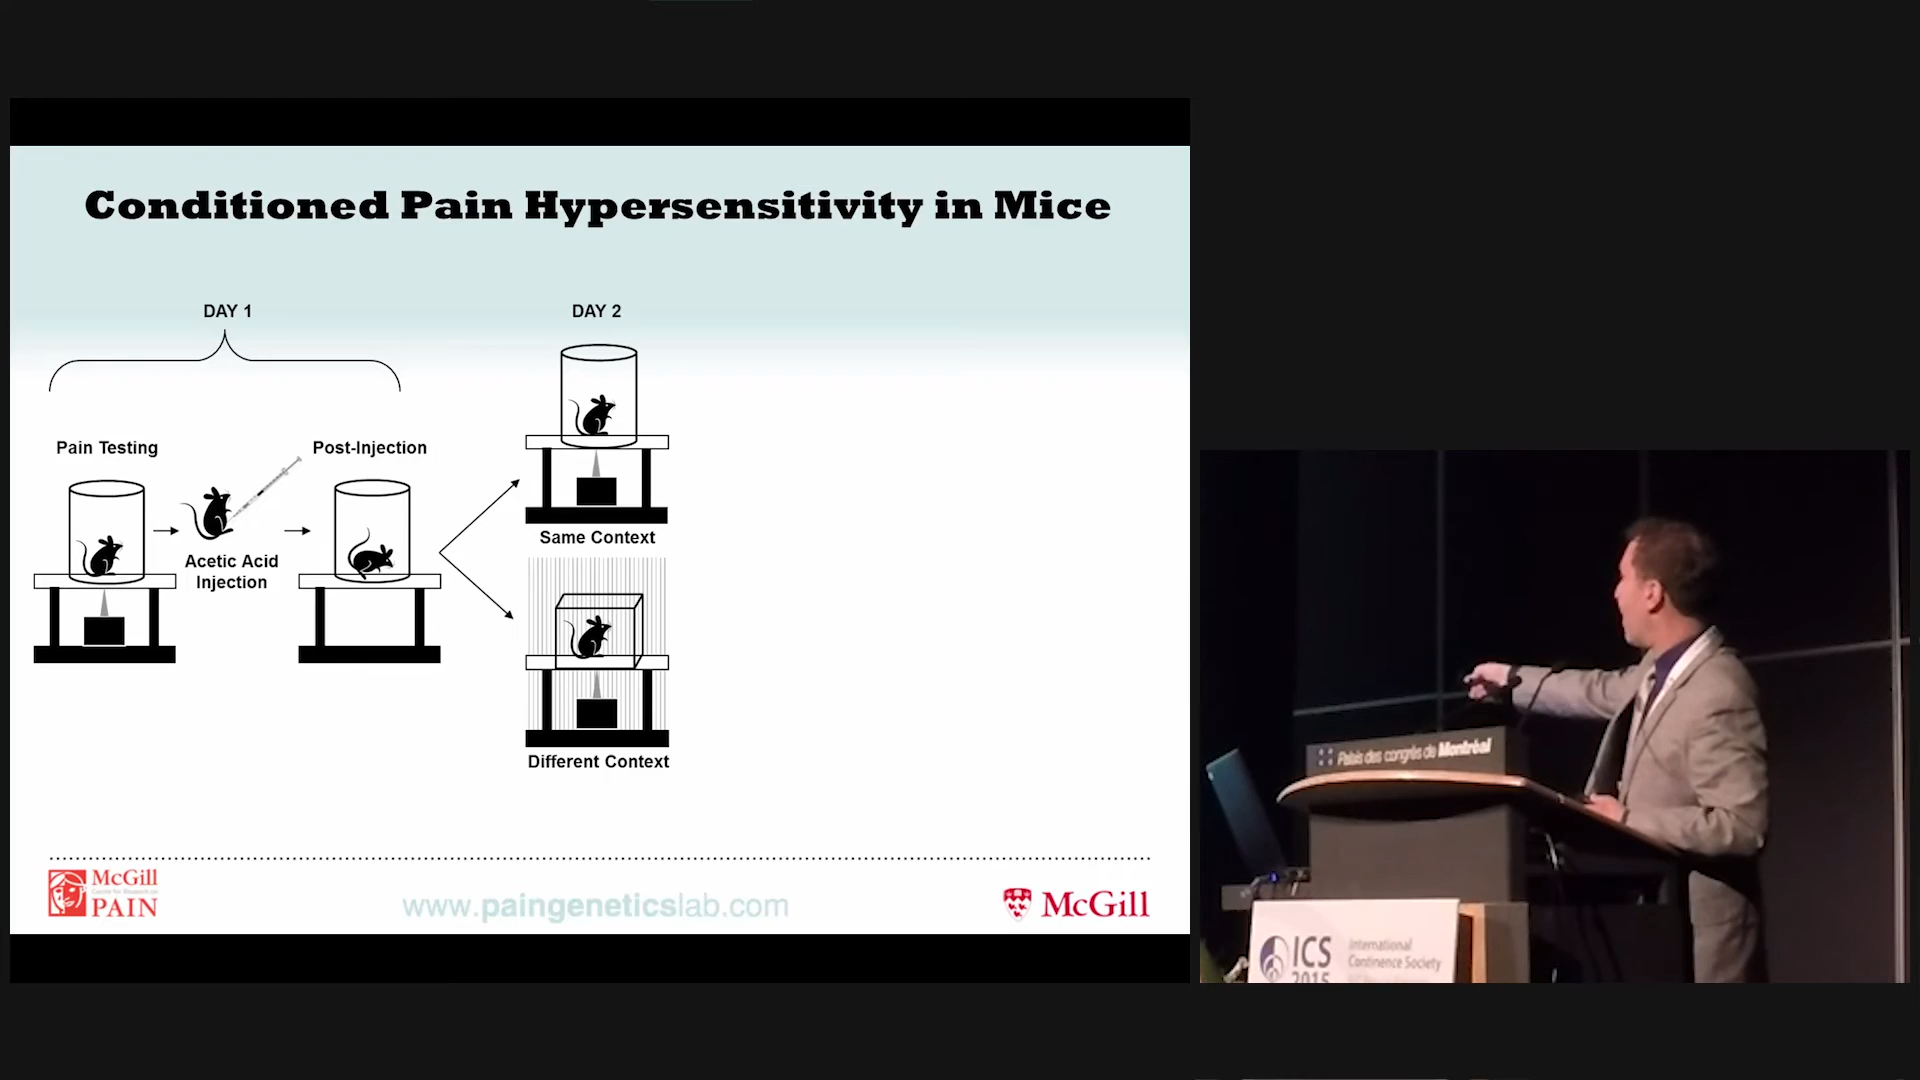 Conditioned Pain Hypersensitivity in Mice
DAY 1
DAY 2
Pain Testing
Post-Injection
Acetic Acid
Injection
Same Context
Different Context
McGill
PAIN
www.paingeneticslab.com
McGill
Palais des congrès de Montréal
ICS
2015
International
Continence Society